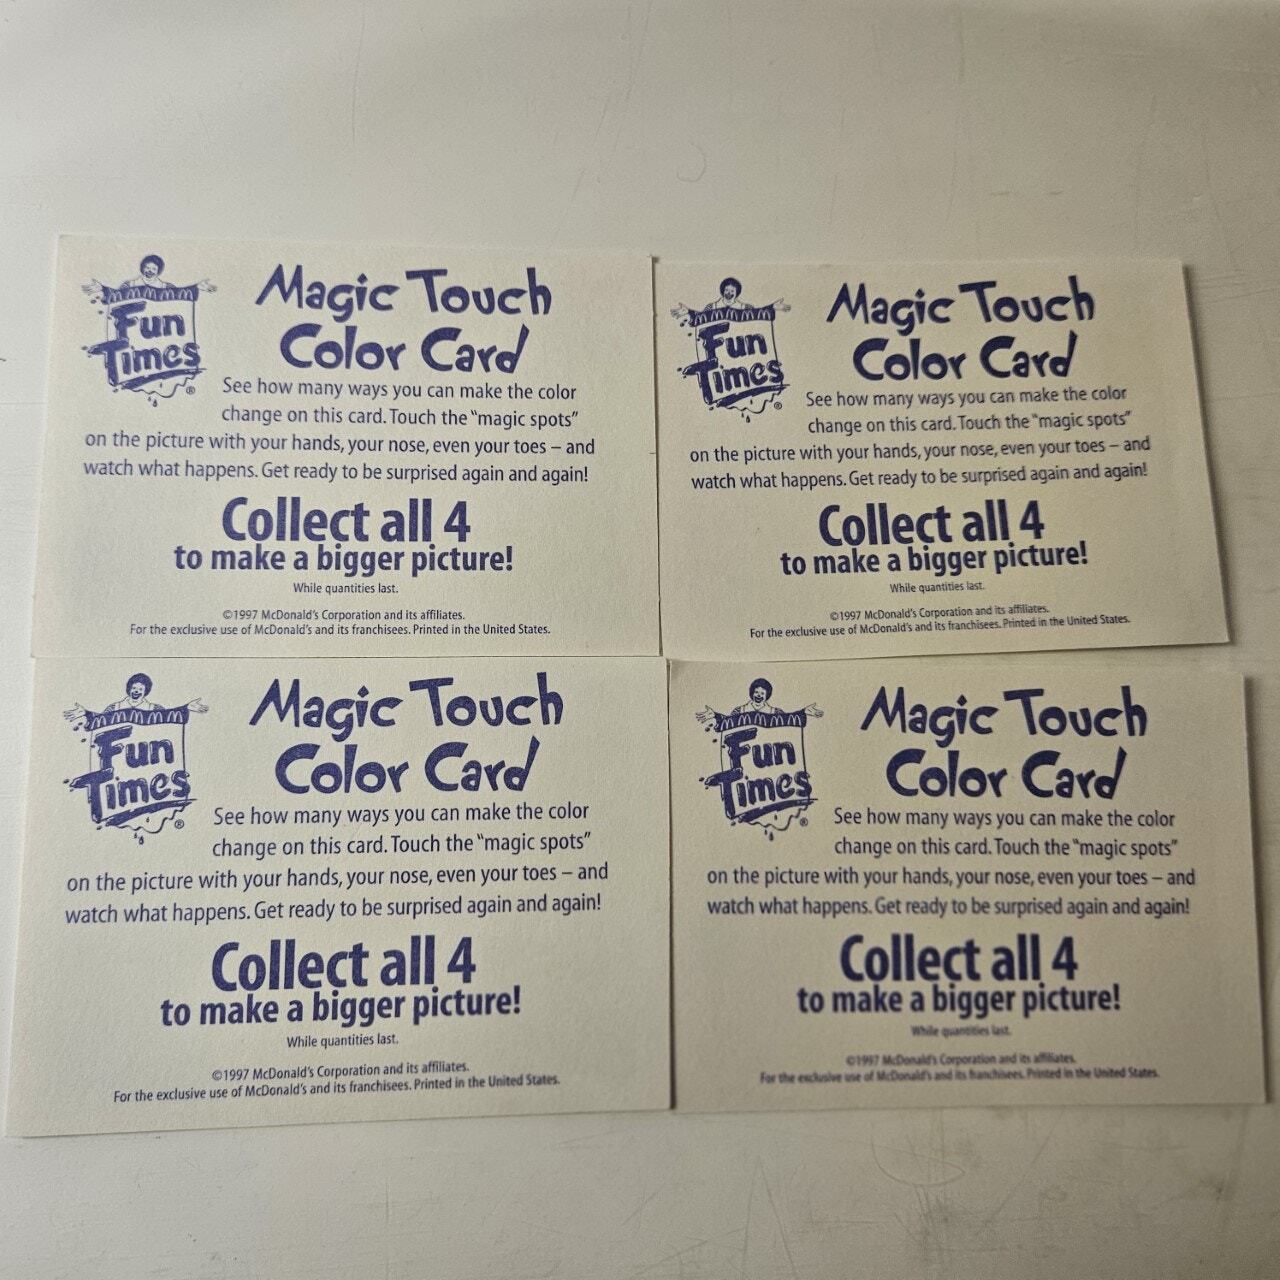 Fun
Times
®
Magic Touch
Color Card
See how many ways you can make the color
change on this card. Touch the "magic spots"
on the picture with your hands, your nose, even your toes – and
watch what happens. Get ready to be surprised again and again!
Collect all 4
to make a bigger picture!
While quantities last.
©1997 McDonald's Corporation and its affiliates.
For the exclusive use of McDonald's and its franchisees. Printed in the United States.
Fun
Times
®
Magic Touch
Color Card
See how many ways you can make the color
change on this card. Touch the "magic spots"
on the picture with your hands, your nose, even your toes – and
watch what happens. Get ready to be surprised again and again!
Collect all 4
to make a bigger picture!
While quantities last.
©1997 McDonald's Corporation and its affiliates.
For the exclusive use of McDonald's and its franchisees. Printed in the United States.
Fun
Times
®
Magic Touch
Color Card
See how many ways you can make the color
change on this card. Touch the "magic spots"
on the picture with your hands, your nose, even your toes – and
watch what happens. Get ready to be surprised again and again!
Collect all 4
to make a bigger picture!
While quantities last.
©1997 McDonald's Corporation and its affiliates.
For the exclusive use of McDonald's and its franchisees. Printed in the United States.
Fun
Times
®
Magic Touch
Color Card
See how many ways you can make the color
change on this card. Touch the "magic spots"
on the picture with your hands, your nose, even your toes – and
watch what happens. Get ready to be surprised again and again!
Collect all 4
to make a bigger picture!
While quantities last.
©1997 McDonald's Corporation and its affiliates.
For the exclusive use of McDonald's and its franchisees. Printed in the United States.